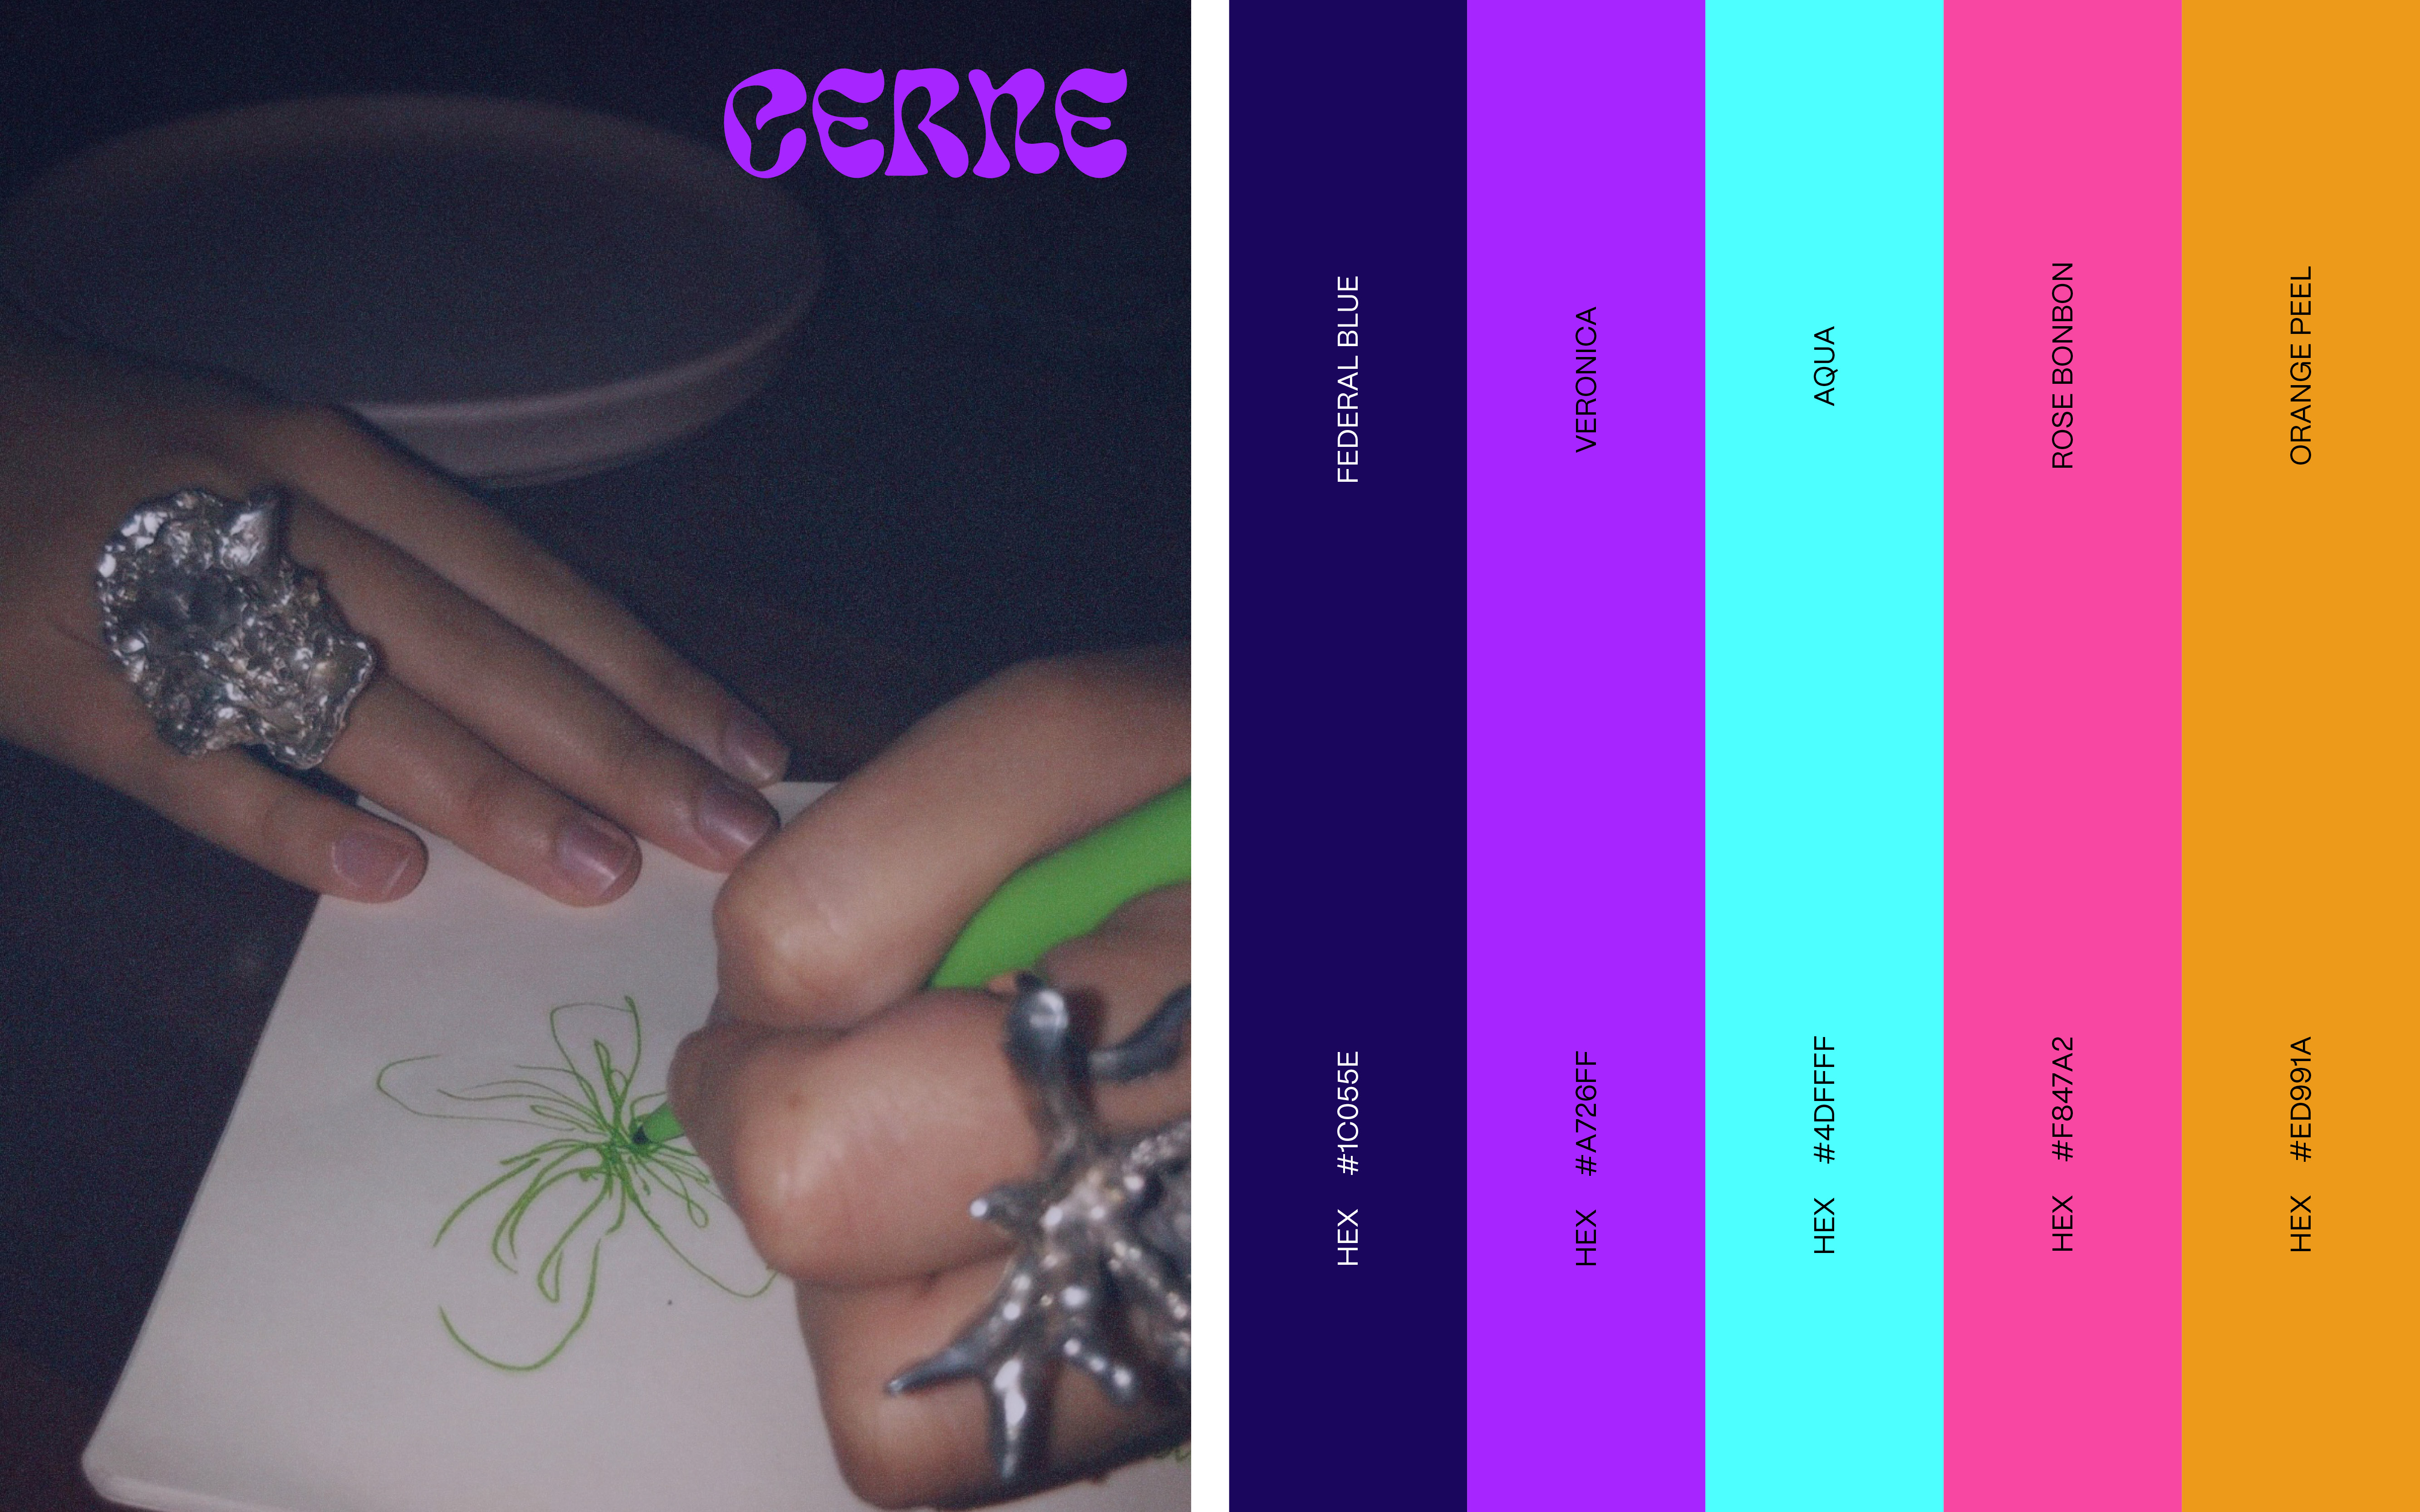 CERNE
FEDERAL BLUE
HEX #1C055E
VERONICA
HEX #A726FF
AQUA
HEX #4DFFFF
ROSE BONBON
HEX #F847A2
ORANGE PEEL
HEX #ED991A